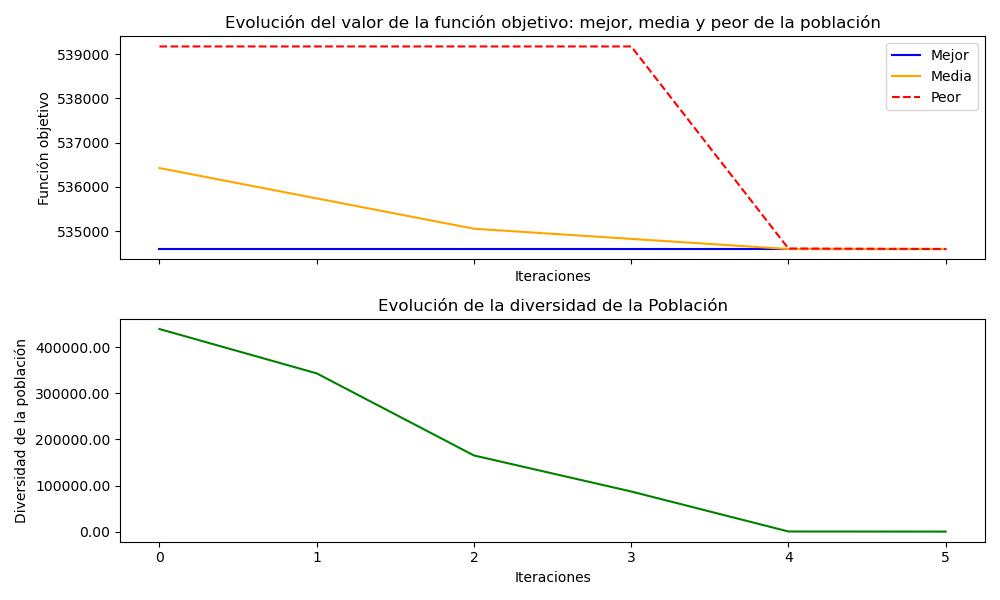 Evolución del valor de la función objetivo: mejor, media y peor de la población
Función objetivo
539000
538000
537000
536000
535000
Mejor
Media
Peor
Iteraciones
Evolución de la diversidad de la Población
Diversidad de la población
400000.00
300000.00
200000.00
100000.00
0.00
0 1 2 3 4 5
Iteraciones